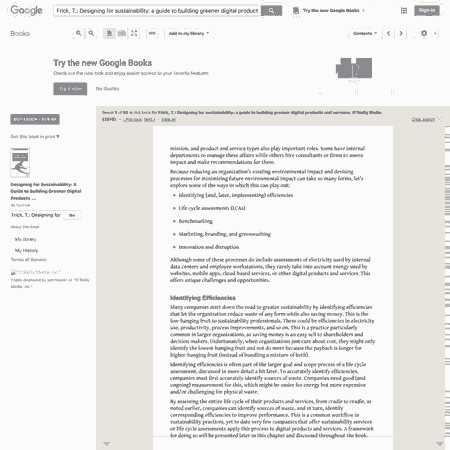 Google
Frick, T.: Designing for sustainability: a guide to building greener digital product
Try the new Google Books
Sign in
Books
Add to my library
Contents
Try the new Google Books
Check out the new look and enjoy easier access to your favorite features
Try it now
No thanks
Result 1 of 90 in this book for Frick, T.: Designing for sustainability: a guide to building greener digital products and services. O'Reilly
Clear search
Get this book in print
Designing for Sustainability: A
Guide to Building Greener Digital
Products ...
Frick, T.: Designing for
Go
About this book
My library
My History
Terms of Service
Pages displayed by permission of "O'Reilly
Media, Inc.".
mission, and product and service types also play important roles. Some have internal
departments to manage these affairs while others hire consultants or firms to assess
impact and make recommendations for them.
Because reducing an organization's existing environmental impact and devising
processes for minimizing future environmental impact can take so many forms, let's
explore some of the ways in which this can play out:
• Identifying (and, later, implementing) efficiencies
• Life cycle assessments (LCAs)
• Benchmarking
• Marketing, branding, and greenwashing
• Innovation and disruption
Although some of these processes do include assessments of electricity used by internal
data centers and employee workstations, they rarely take into account energy used by
websites, mobile apps, cloud based services, or other digital products and services. This
offers unique challenges and opportunities.
Identifying Efficiencies
Many companies start down the road to greater sustainability by identifying efficiencies
that let the organization reduce waste of any form while also saving money. This is the
low-hanging fruit to sustainability professionals. These could be efficiencies in electricity
use, productivity, process improvements, and so on. This is a practice particularly
common in larger organizations, as saving money is an easy sell to shareholders and
decision makers. Unfortunately, when organizations just care about cost, they might only
identify the lowest-hanging fruit and not do more because the payback is longer for
higher-hanging fruit (instead of bundling a mixture of both).
Identifying efficiencies is often part of the larger goal and scope process of a life cycle
assessment, discussed in more detail a bit later. To accurately identify efficiencies,
companies must first accurately identify sources of waste. Companies need good (and
ongoing) measurement for this, which might be easier for energy but more expensive
and/or challenging for physical waste.
By assessing the entire life cycle of their products and services, from cradle to cradle, as
noted earlier, companies can identify sources of waste, and in turn, identify
corresponding efficiencies to improve performance. This is a common workflow in
sustainability practices, yet to date very few companies that offer sustainability services
or life cycle assessments apply this process to digital products and services. A framework
for doing so will be presented later in this chapter and discussed throughout the book.